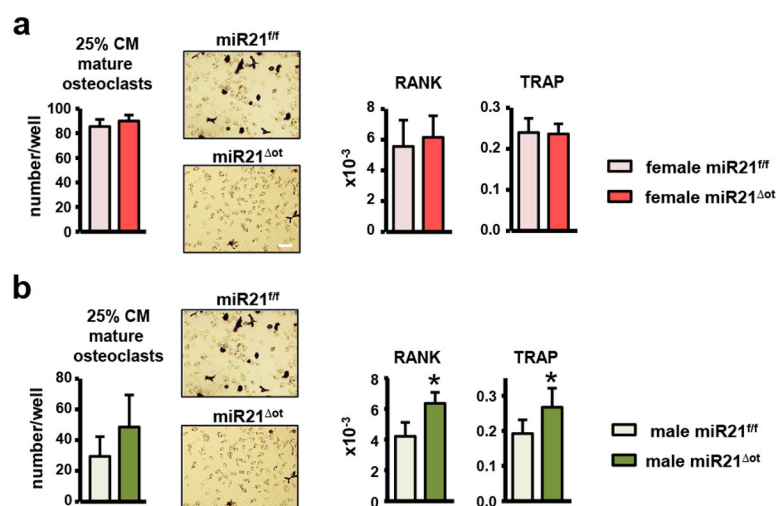 a
25% CM
mature
osteoclasts
number/well
100
80
60
40
20
0
miR21f/f
miR21Δot
RANK
x10-3
8
6
4
2
0
TRAP
0.3
0.2
0.1
0.0
female miR21f/f
female miR21Δot
b
25% CM
mature
osteoclasts
number/well
80
60
40
20
0
miR21f/f
miR21Δot
RANK
x10-3
8
6
4
2
0
*
TRAP
0.3
0.2
0.1
0.0
*
male miR21f/f
male miR21Δot